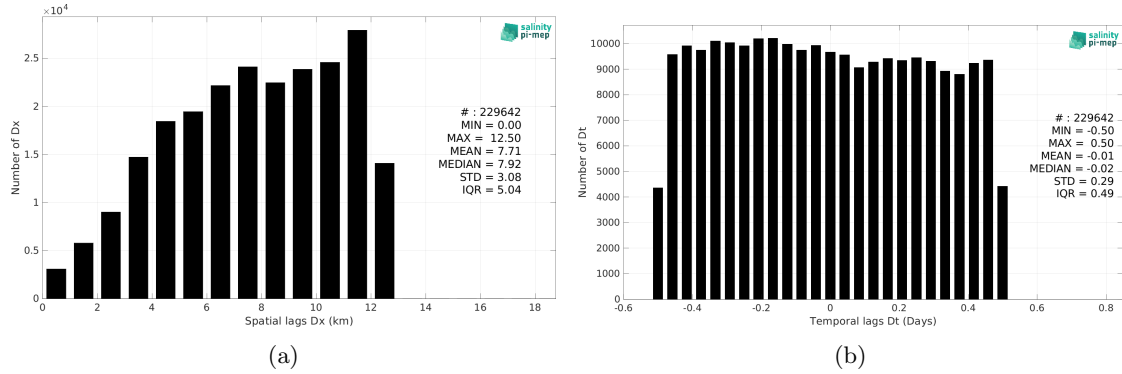 ×10⁴
2.5
2
1.5
1
0.5
0
0 2 4 6 8 10 12 14 16 18
Number of Dx
Spatial lags Dx (km)
salinity
pi-mep
# : 229642
MIN = 0.00
MAX = 12.50
MEAN = 7.71
MEDIAN = 7.92
STD = 3.08
IQR = 5.04
(a)
10000
9000
8000
7000
6000
5000
4000
3000
2000
1000
0
-0.6 -0.4 -0.2 0 0.2 0.4 0.6 0.8
Number of Dt
Temporal lags Dt (Days)
salinity
pi-mep
# : 229642
MIN = -0.50
MAX = 0.50
MEAN = -0.01
MEDIAN = -0.02
STD = 0.29
IQR = 0.49
(b)